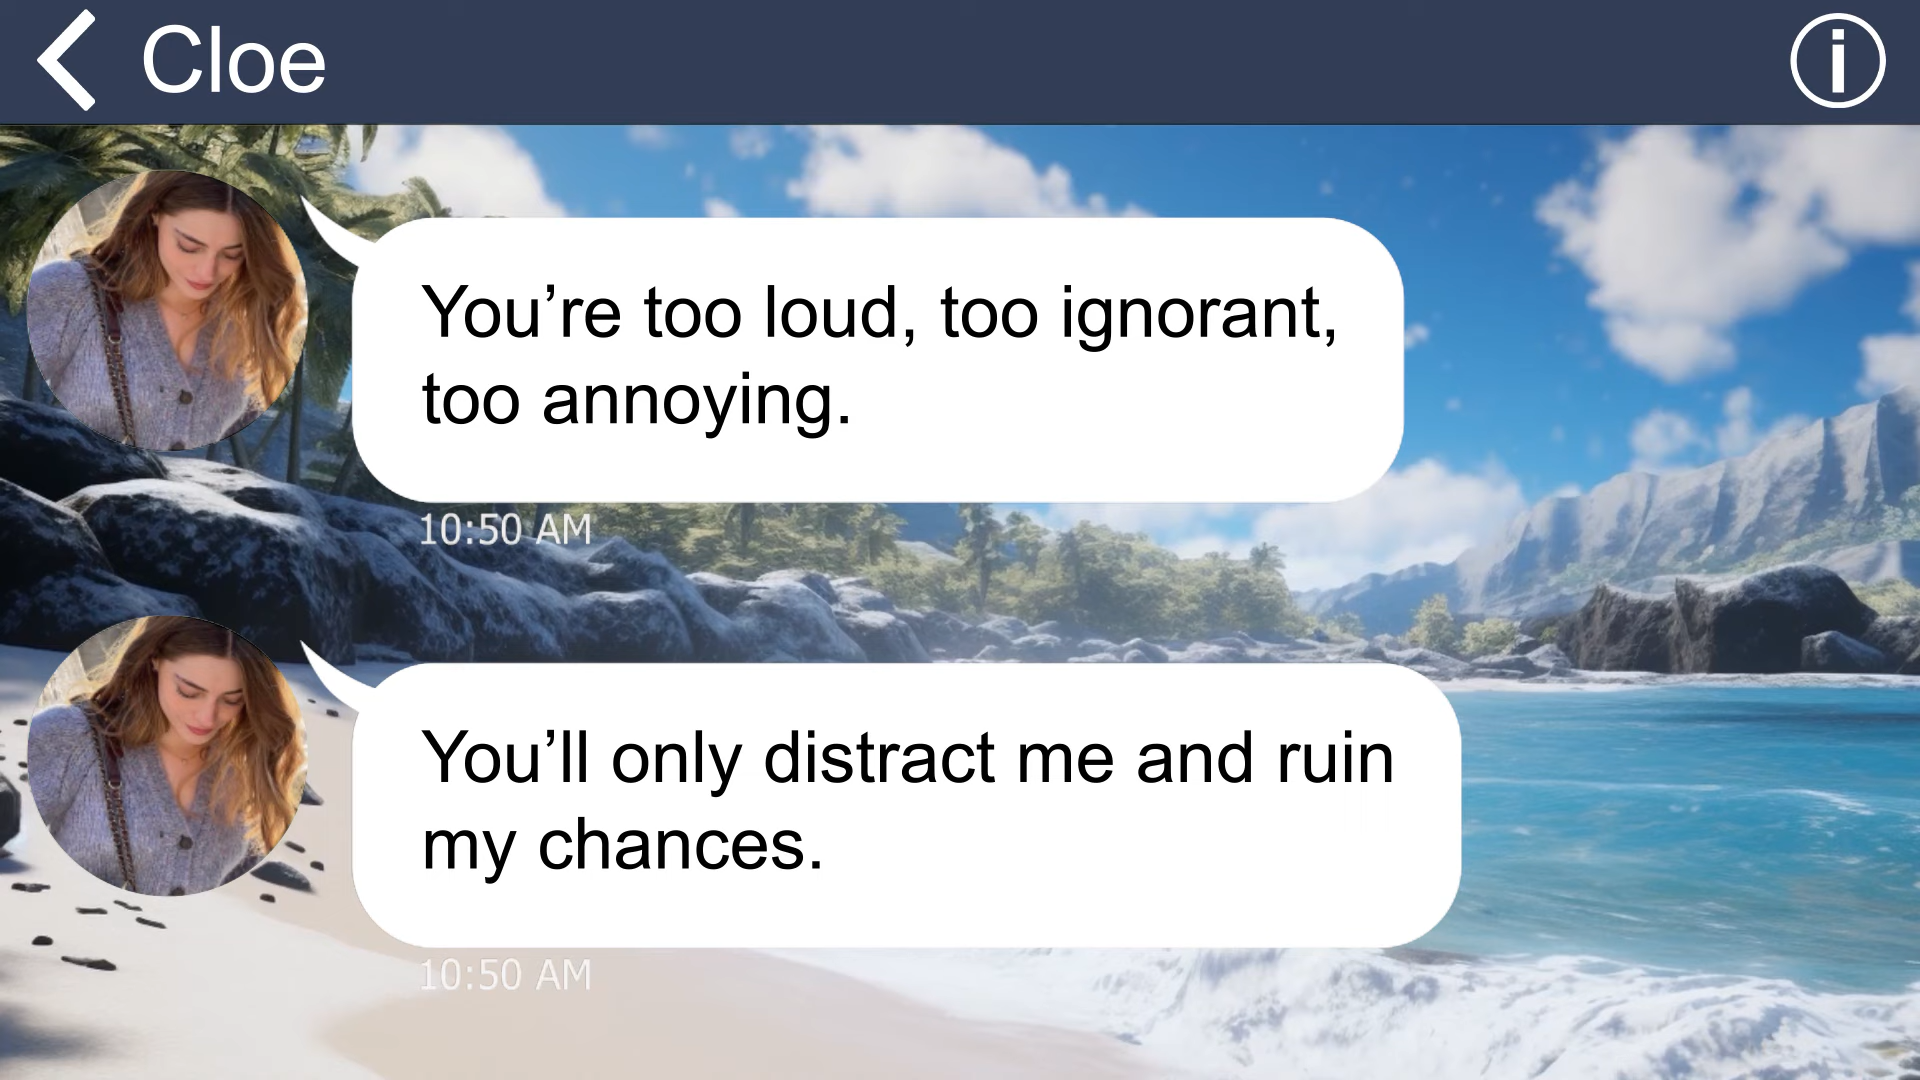 Cloe
You’re too loud, too ignorant,
too annoying.
10:50 AM
You’ll only distract me and ruin
my chances.
10:50 AM